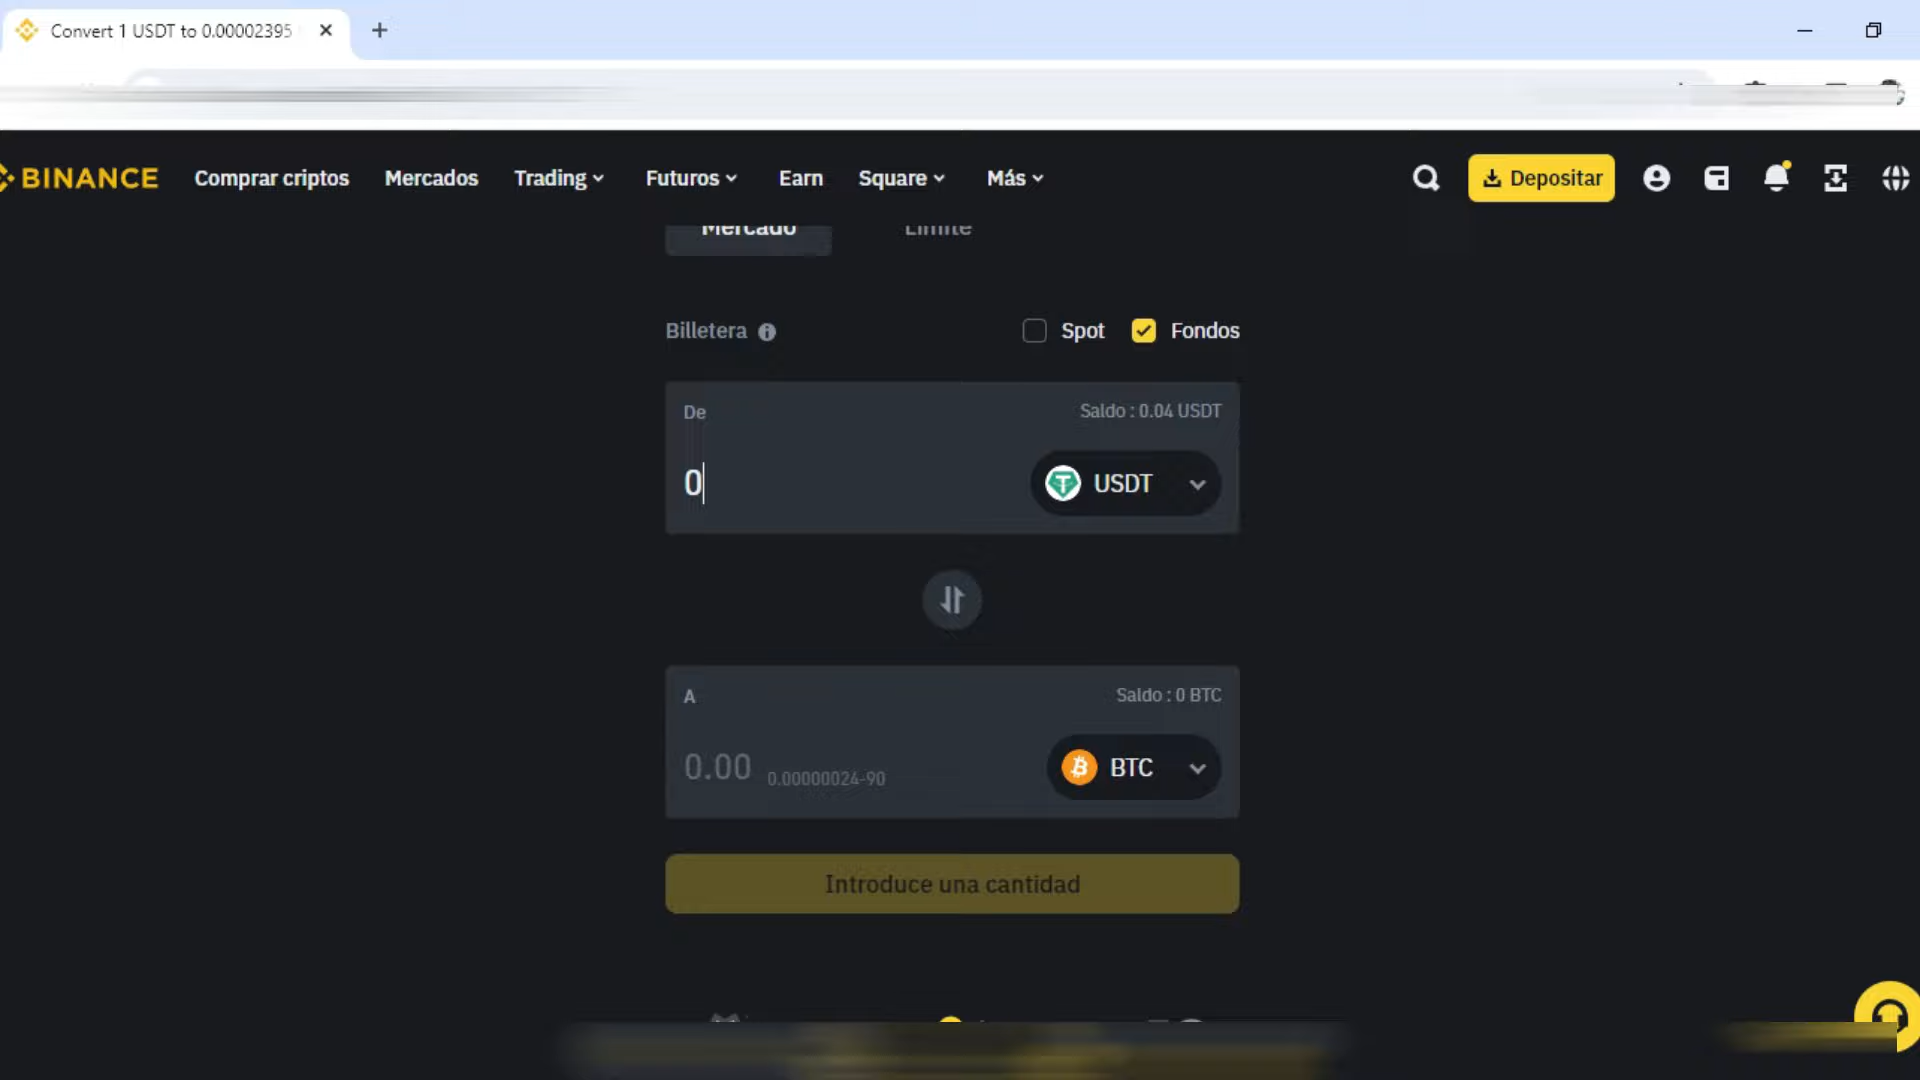 Convert 1 USDT to 0.00002395
BINANCE Comprar criptos Mercados Trading Futuros Earn Square Más Depositar
Mercado Límite
Billetera Spot Fondos
De Saldo : 0.04 USDT
0 USDT
A Saldo : 0 BTC
0.00 0.00000024-90 BTC
Introduce una cantidad